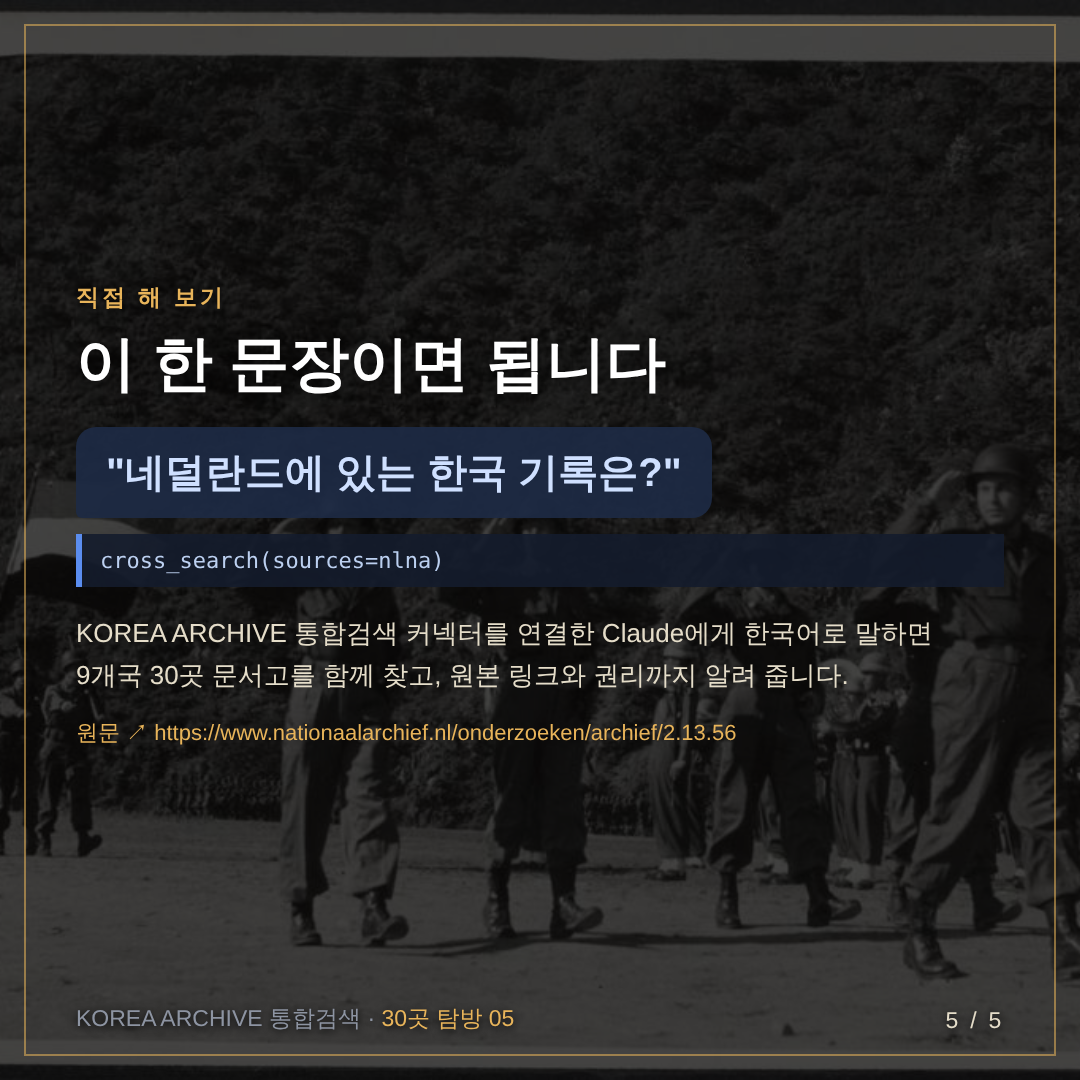 직접 해 보기
이 한 문장이면 됩니다
"네덜란드에 있는 한국 기록은?"
cross_search(sources=nlna)
KOREA ARCHIVE 통합검색 커넥터를 연결한 Claude에게 한국어로 말하면
9개국 30곳 문서고를 함께 찾고, 원본 링크와 권리까지 알려 줍니다.
원문 ↗ https://www.nationaalarchief.nl/onderzoeken/archief/2.13.56
KOREA ARCHIVE 통합검색 · 30곳 탐방 05
5 / 5